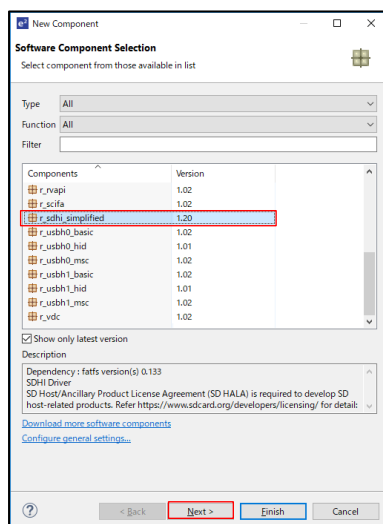 e² New Component
Software Component Selection
Select component from those available in list
Type All
Function All
Filter
Components Version
r_rvapi 1.02
r_scifa 1.02
r_sdhi_simplified 1.20
r_usbh0_basic 1.02
r_usbh0_hid 1.01
r_usbh0_msc 1.02
r_usbh1_basic 1.02
r_usbh1_hid 1.01
r_usbh1_msc 1.02
r_vdc 1.02
Show only latest version
Description
Dependency : fatfs version(s) 0.133
SDHI Driver
SD Host/Ancillary Product License Agreement (SD HALA) is required to develop SD
host-related products. Refer https://www.sdcard.org/developers/licensing/ for detail:
Download more software components
Configure general settings...
? < Back Next > Finish Cancel